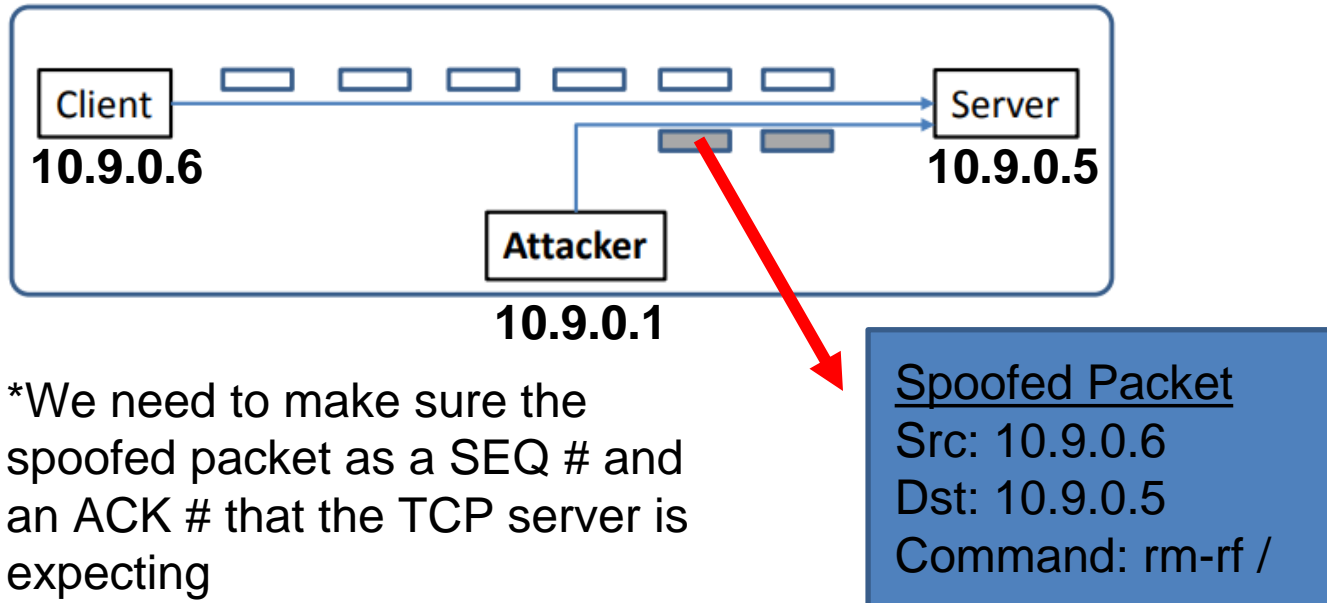 Client
Server
10.9.0.6
10.9.0.5
Attacker
10.9.0.1
*We need to make sure the
spoofed packet as a SEQ # and
an ACK # that the TCP server is
expecting
Spoofed Packet
Src: 10.9.0.6
Dst: 10.9.0.5
Command: rm-rf /